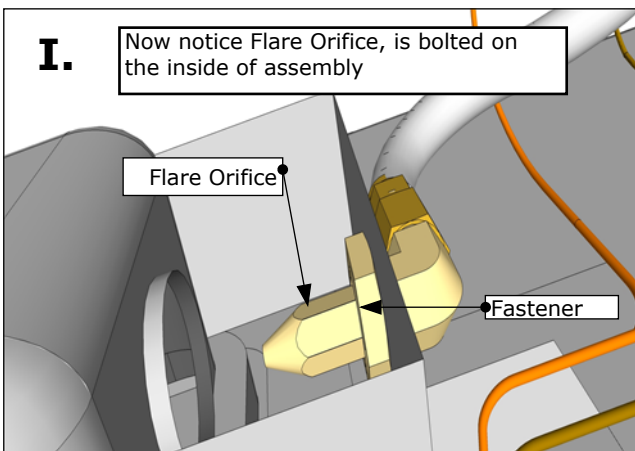 I.
Now notice Flare Orifice, is bolted on
the inside of assembly
Flare Orifice
Fastener